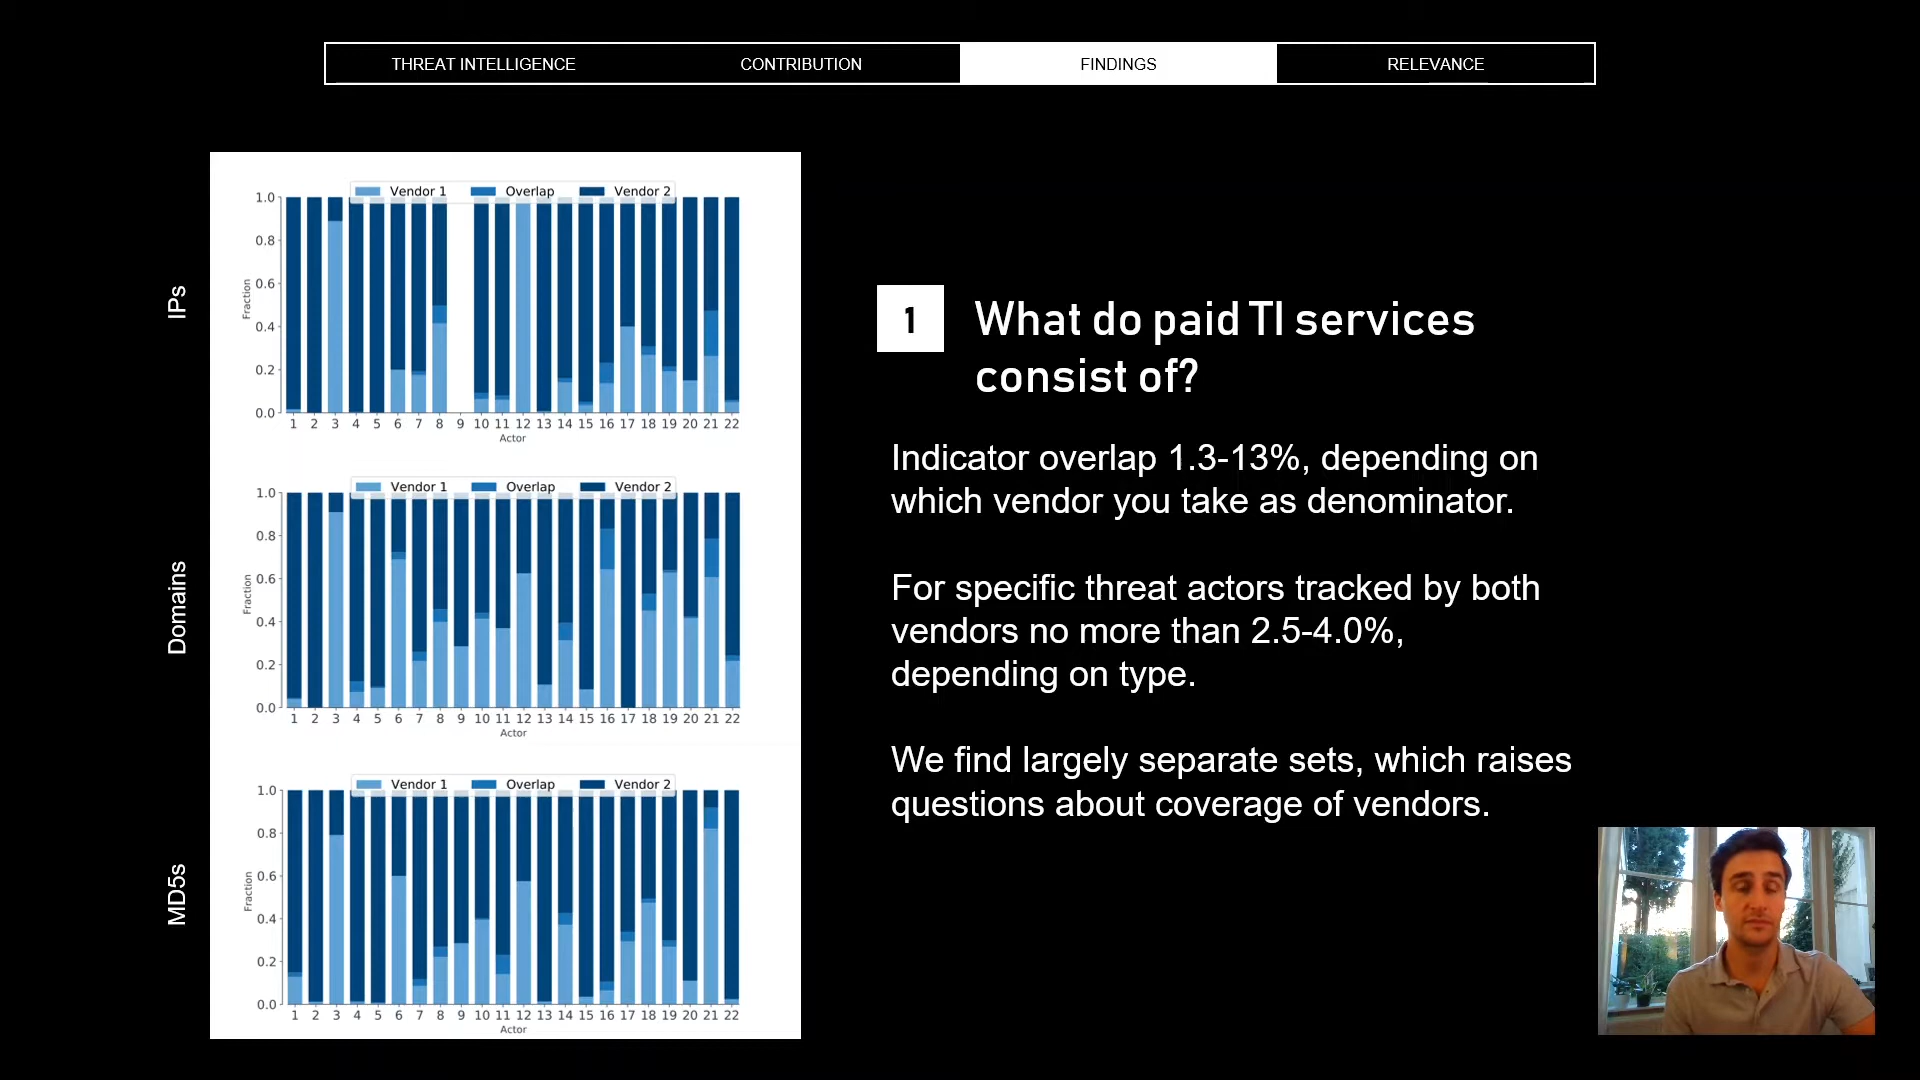 THREAT INTELLIGENCE CONTRIBUTION FINDINGS RELEVANCE
IPs
Vendor 1 Overlap Vendor 2
1.0
0.8
0.6
0.4
0.2
0.0
Fraction
1 2 3 4 5 6 7 8 9 10 11 12 13 14 15 16 17 18 19 20 21 22
Actor
Domains
Vendor 1 Overlap Vendor 2
1.0
0.8
0.6
0.4
0.2
0.0
Fraction
1 2 3 4 5 6 7 8 9 10 11 12 13 14 15 16 17 18 19 20 21 22
Actor
MD5s
Vendor 1 Overlap Vendor 2
1.0
0.8
0.6
0.4
0.2
0.0
Fraction
1 2 3 4 5 6 7 8 9 10 11 12 13 14 15 16 17 18 19 20 21 22
Actor
1 What do paid TI services
consist of?
Indicator overlap 1.3-13%, depending on
which vendor you take as denominator.
For specific threat actors tracked by both
vendors no more than 2.5-4.0%,
depending on type.
We find largely separate sets, which raises
questions about coverage of vendors.